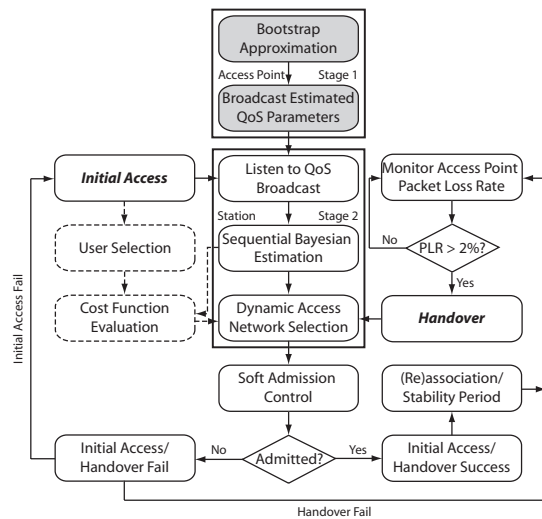 Bootstrap
Approximation
Access Point
Stage 1
Broadcast Estimated
QoS Parameters
Initial Access
Listen to QoS
Broadcast
Monitor Access Point
Packet Loss Rate
Station
Stage 2
User Selection
Sequential Bayesian
Estimation
No
PLR > 2%?
Yes
Cost Function
Evaluation
Dynamic Access
Network Selection
Handover
Initial Access Fail
Soft Admission
Control
(Re)association/
Stability Period
Initial Access/
Handover Fail
No
Admitted?
Yes
Initial Access/
Handover Success
Handover Fail